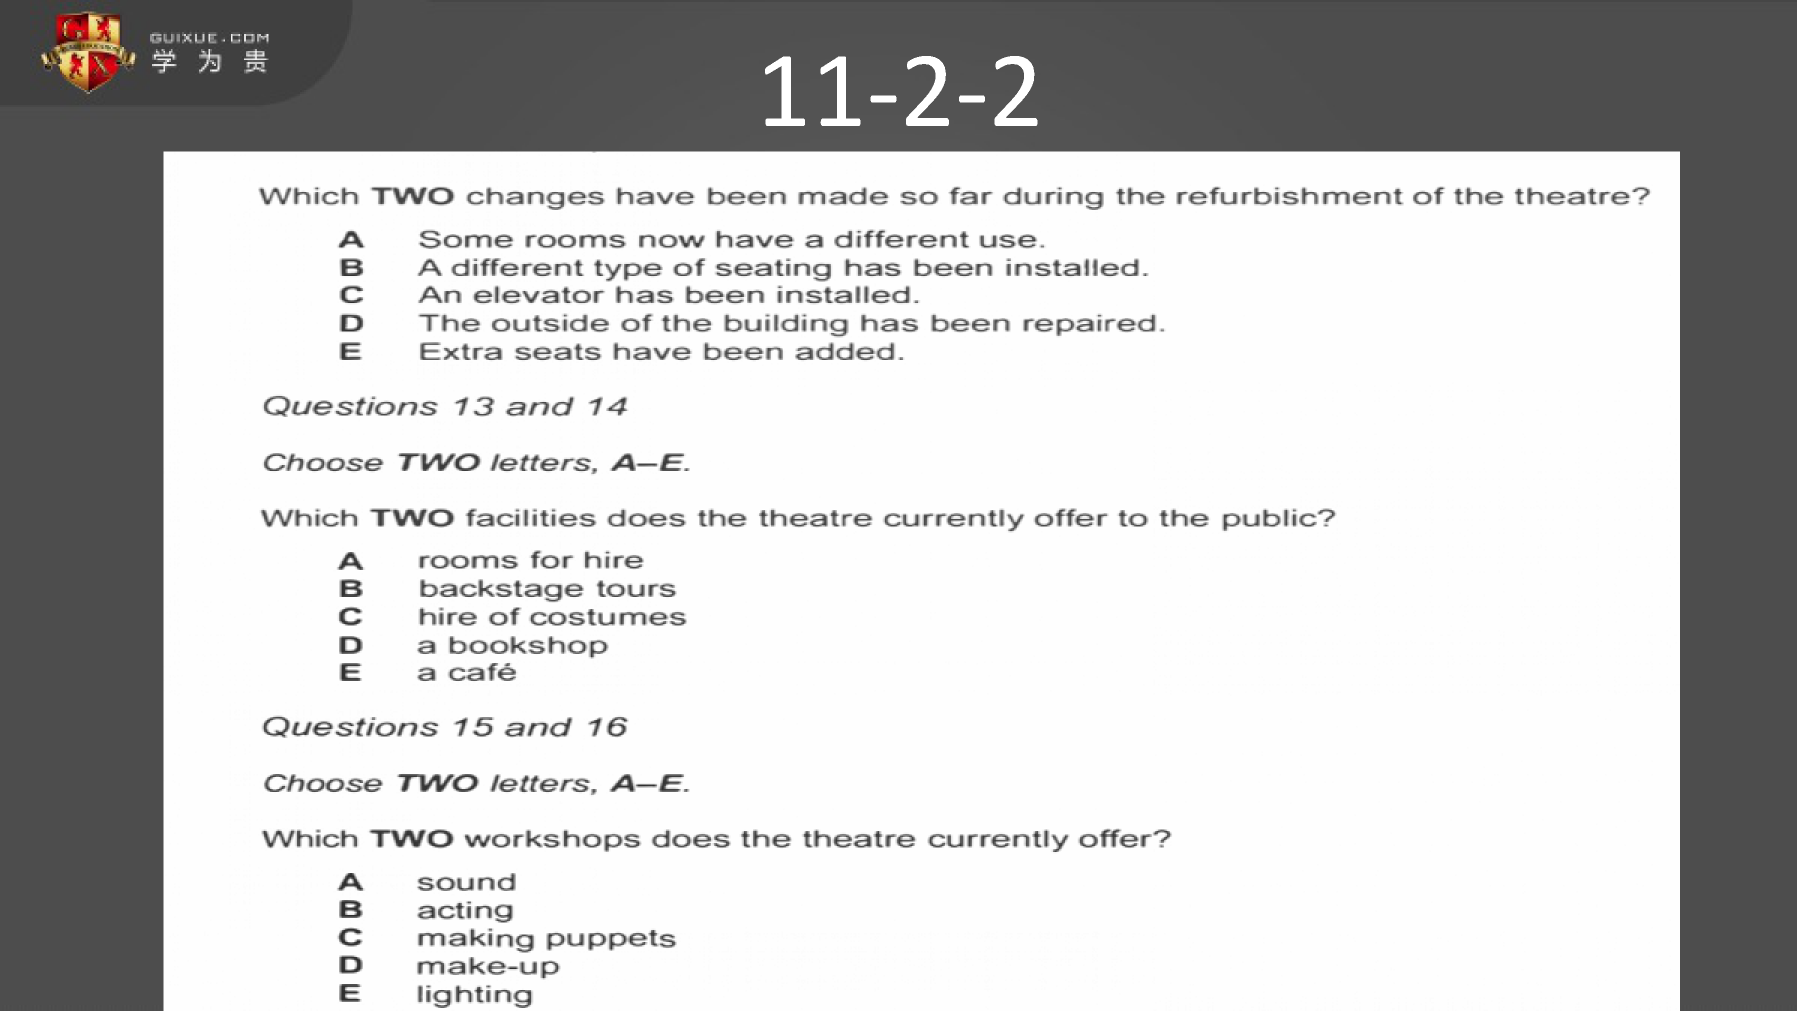 GUIXUE.COM
学为贵
11-2-2
Which TWO changes have been made so far during the refurbishment of the theatre?
A Some rooms now have a different use.
B A different type of seating has been installed.
C An elevator has been installed.
D The outside of the building has been repaired.
E Extra seats have been added.
Questions 13 and 14
Choose TWO letters, A–E.
Which TWO facilities does the theatre currently offer to the public?
A rooms for hire
B backstage tours
C hire of costumes
D a bookshop
E a café
Questions 15 and 16
Choose TWO letters, A–E.
Which TWO workshops does the theatre currently offer?
A sound
B acting
C making puppets
D make-up
E lighting